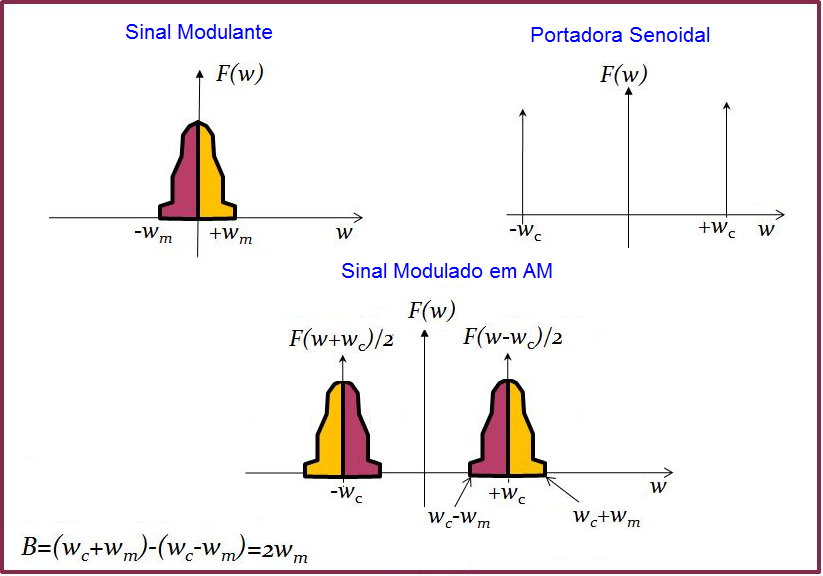 Sinal Modulante
Portadora Senoidal
F(w)
F(w)
-wm
+wm
w
-wc
+wc
w
Sinal Modulado em AM
F(w)
F(w+wc)/2
F(w-wc)/2
-wc
+wc
w
wc-wm
wc+wm
B=(wc+wm)-(wc-wm)=2wm